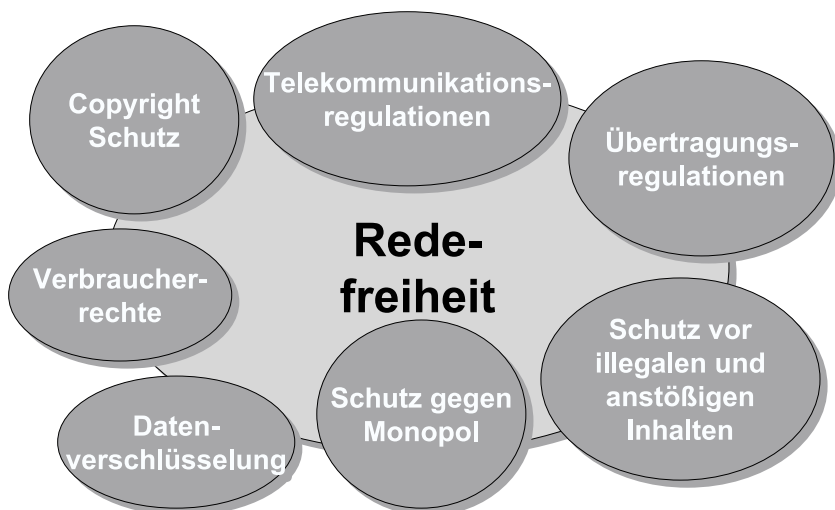 Copyright
Schutz
Telekommunikations-
regulationen
Übertragungs-
regulationen
Rede-
freiheit
Verbraucher-
rechte
Schutz vor
illegalen und
anstößigen
Inhalten
Schutz gegen
Monopol
Daten-
verschlüsselung